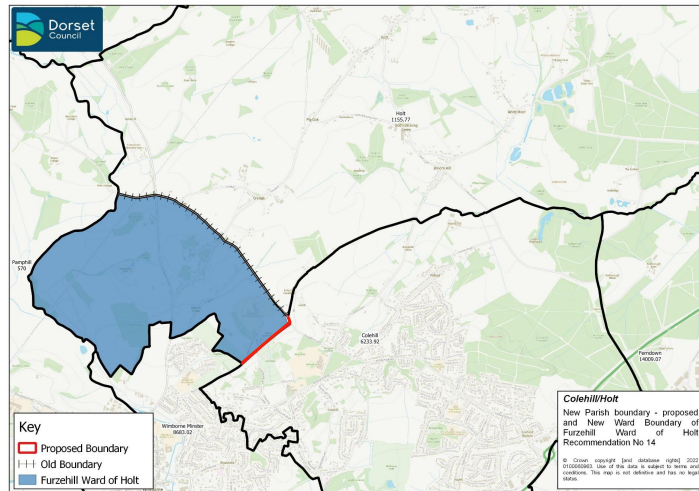 Dorset
Council
Holt
1155.77
Pamphill
570
Colehill
6233.92
Ferndown
14009.07
Wimborne Minster
8683.02
Key
Proposed Boundary
Old Boundary
Furzehill Ward of Holt
Colehill/Holt
New Parish boundary - proposed
and New Ward Boundary of
Furzehill Ward of Holt
Recommendation No 14
© Crown copyright [and database rights] 2022
0100060963. Use of this data is subject to terms and
conditions. This map is not definitive and has no legal
status.